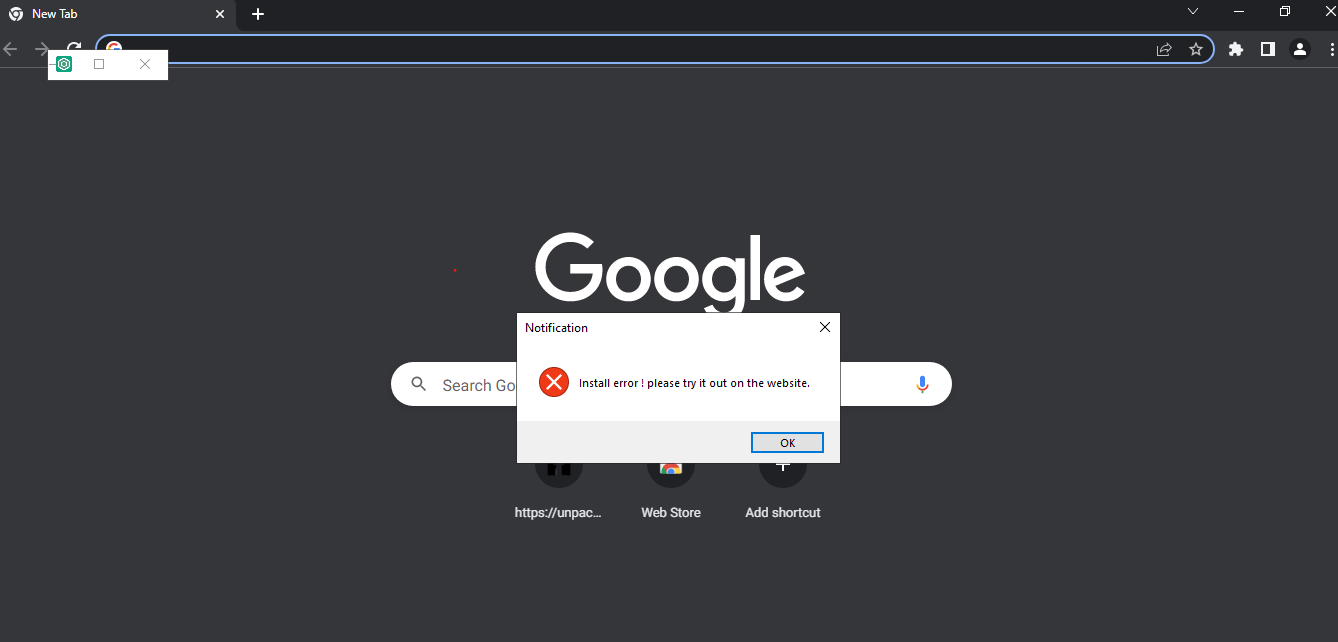 New Tab
Google
Notification
Install error ! please try it out on the website.
Search Go
OK
https://unpac...
Web Store
Add shortcut